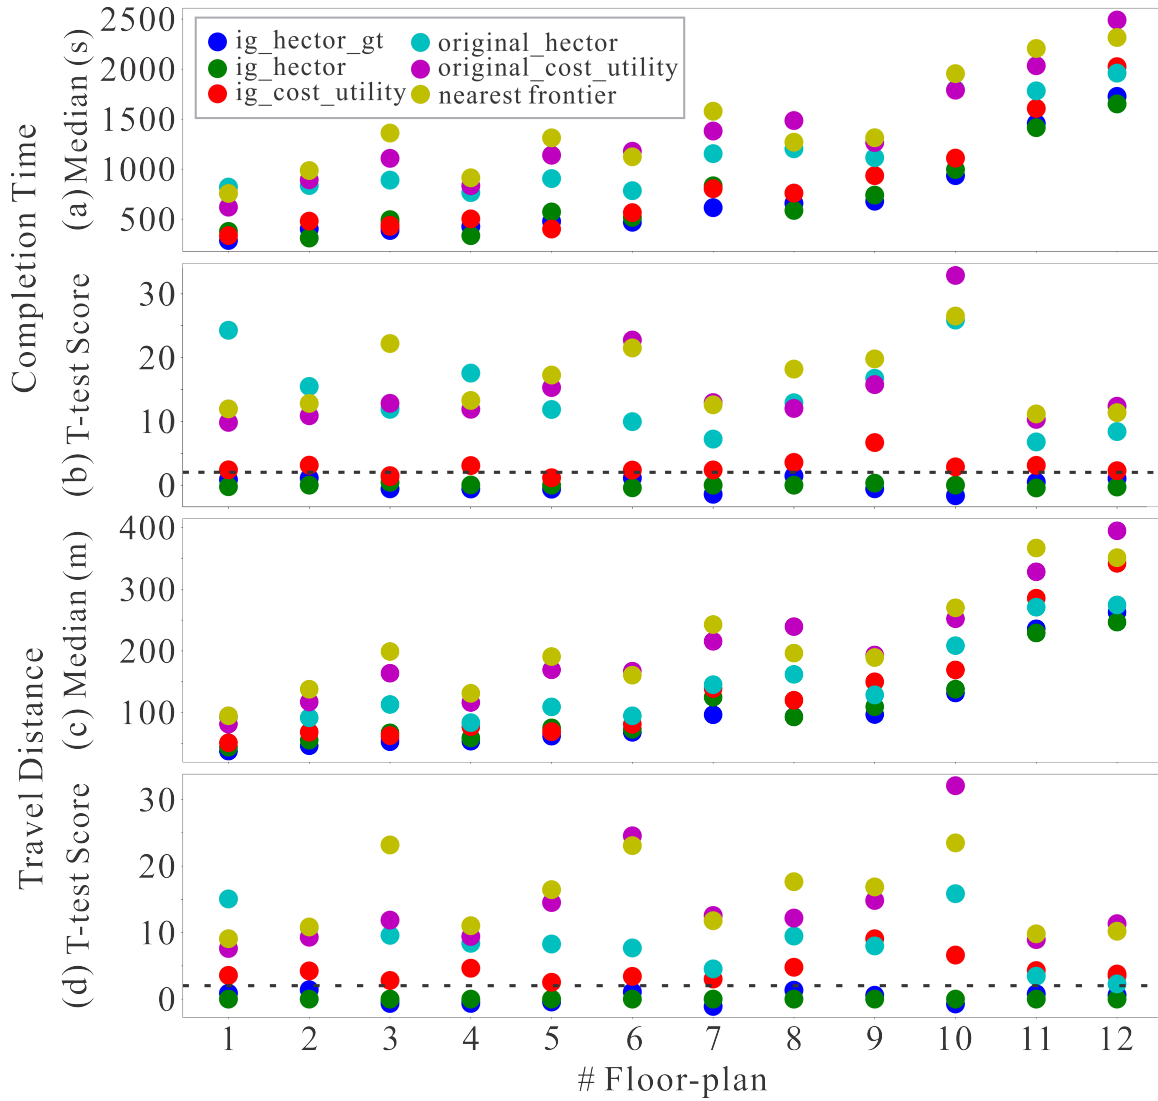 Completion Time
(a) Median (s)
2500
2000
1500
1000
500
ig_hector_gt
ig_hector
ig_cost_utility
original_hector
original_cost_utility
nearest frontier
(b) T-test Score
30
20
10
0
Travel Distance
(c) Median (m)
400
300
200
100
(d) T-test Score
30
20
10
0
1 2 3 4 5 6 7 8 9 10 11 12
# Floor-plan